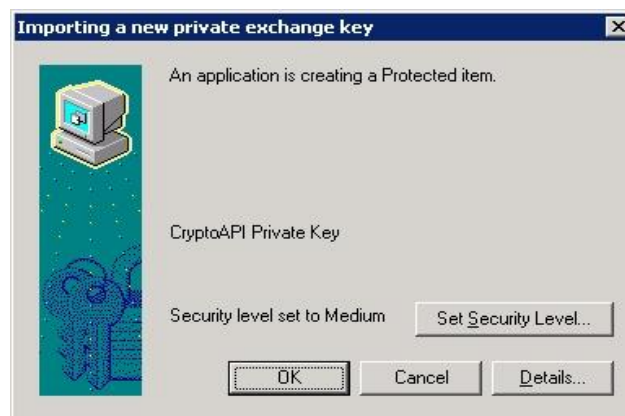 Importing a new private exchange key
An application is creating a Protected item.
CryptoAPI Private Key
Security level set to Medium
Set Security Level...
OK
Cancel
Details...